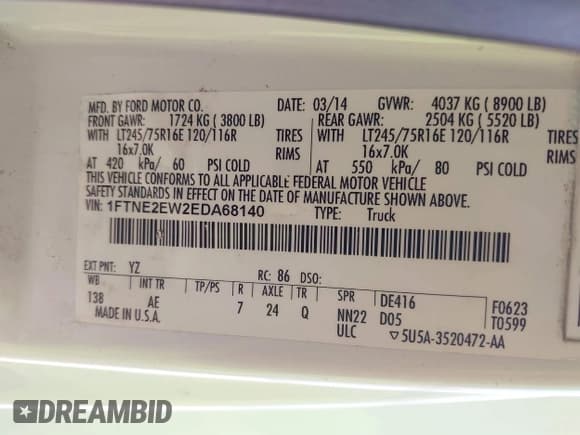 MFD. BY FORD MOTOR CO. DATE: 03/14 GVWR: 4037 KG ( 8900 LB)
FRONT GAWR: 1724 KG ( 3800 LB) REAR GAWR: 2504 KG ( 5520 LB)
WITH LT245/75R16E 120/116R TIRES WITH LT245/75R16E 120/116R TIRES
16x7.0K RIMS 16x7.0K RIMS
AT 420 kPa/ 60 PSI COLD AT 550 kPa/ 80 PSI COLD
THIS VEHICLE CONFORMS TO ALL APPLICABLE FEDERAL MOTOR VEHICLE
SAFETY STANDARDS IN EFFECT ON THE DATE OF MANUFACTURE SHOWN ABOVE.
VIN: 1FTNE2EW2EDA68140 TYPE: Truck
EXT PNT: YZ RC: 86 DSO:
WB INT TR TP/PS R AXLE TR SPR DE416 F0623
138 AE 7 24 Q NN22 D05 T0599
MADE IN U.S.A. ULC ▽5U5A-3520472-AA
DREAMBID